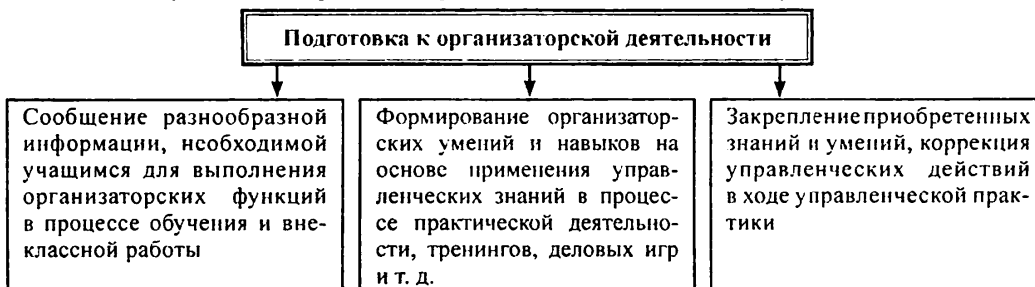 Подготовка к организаторской деятельности
Сообщение разнообразной
информации, необходимой
учащимся для выполнения
организаторских функций
в процессе обучения и вне-
классной работы
Формирование организатор-
ских умений и навыков на
основе применения управ-
ленческих знаний в процес-
се практической деятельно-
сти, тренингов, деловых игр
и т. д.
Закрепление приобретенных
знаний и умений, коррекция
управленческих действий
в ходе управленческой прак-
тики